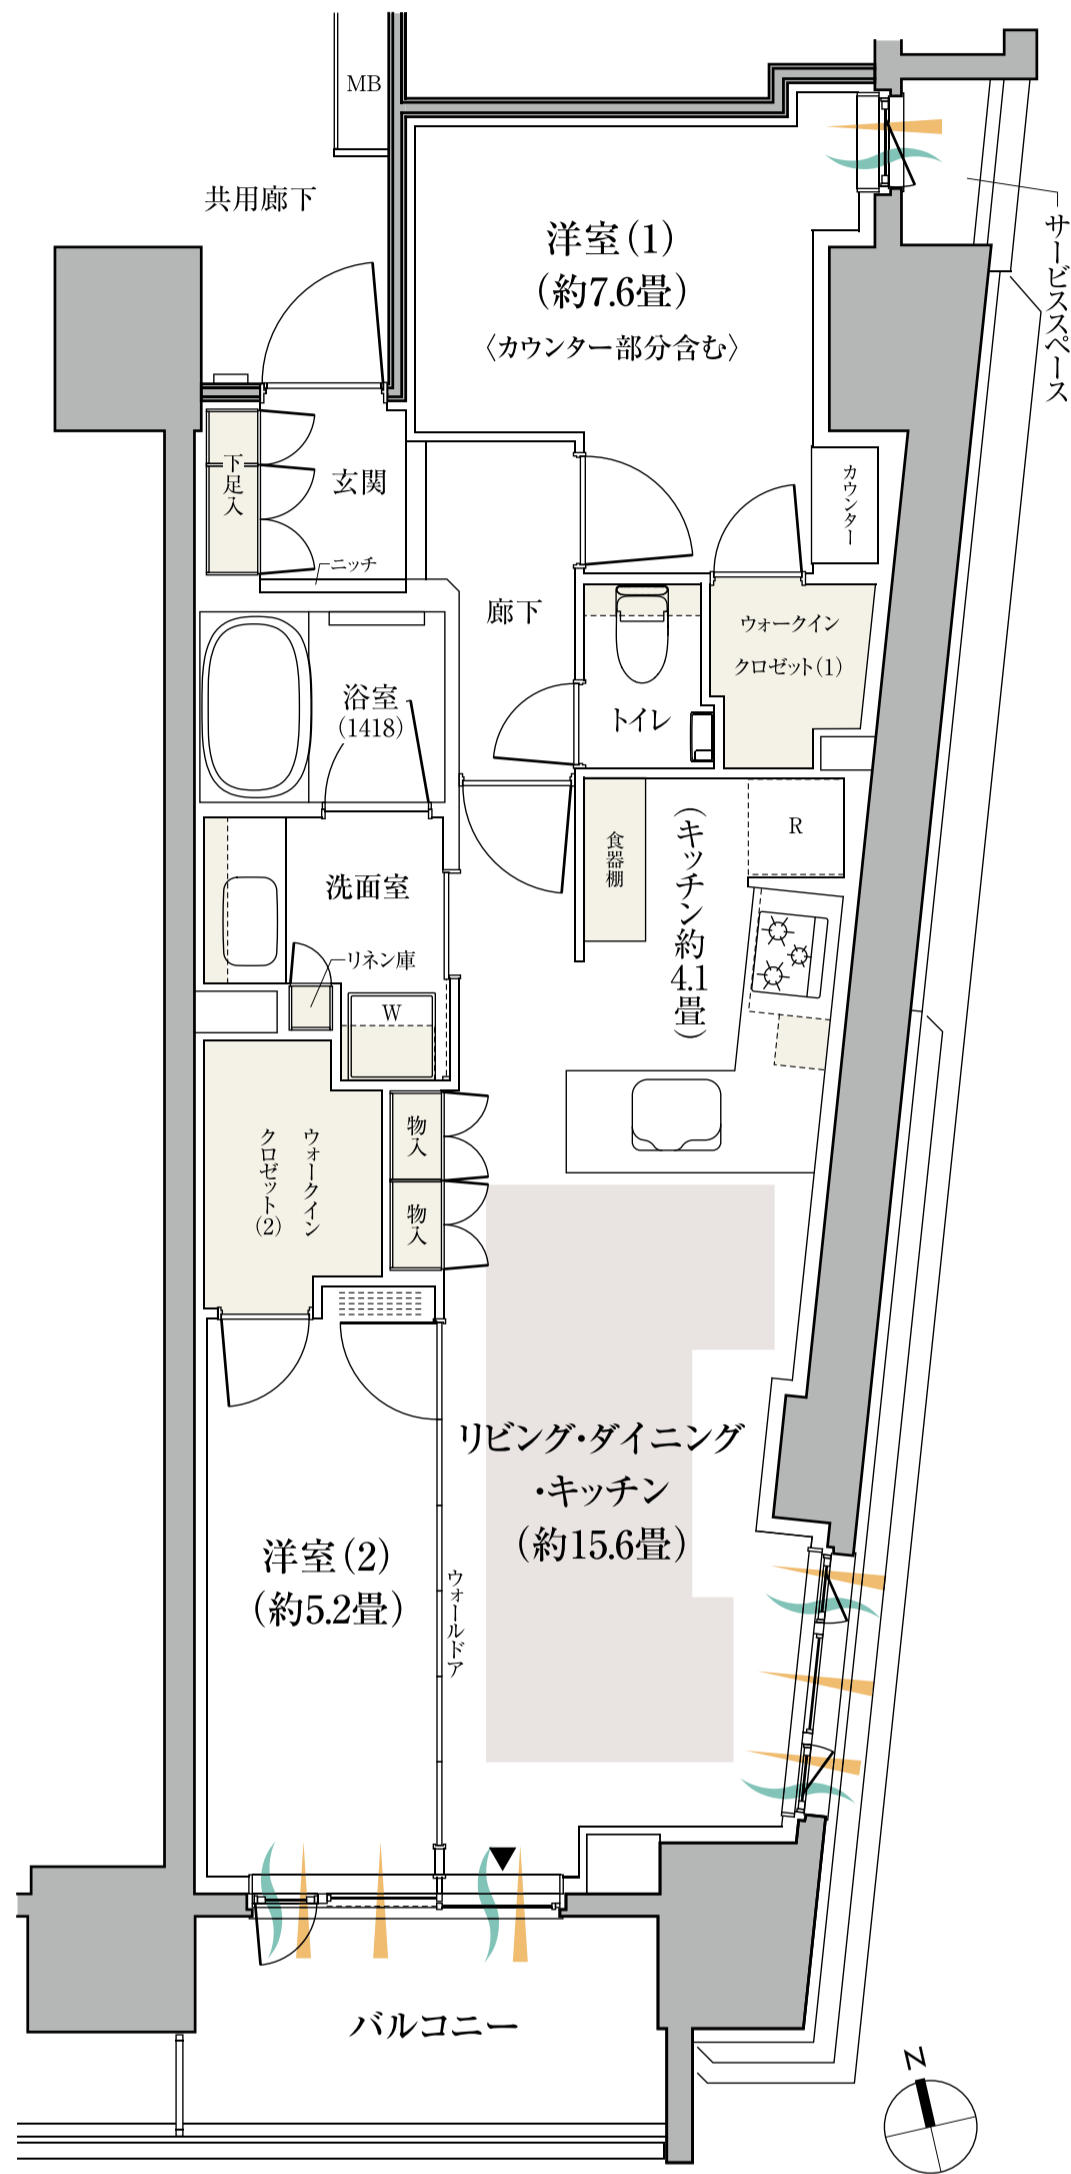 MB
共用廊下
洋室(1)
(約7.6畳)
〈カウンター部分含む〉
サービススペース
下足入
玄関
カウンター
ニッチ
廊下
ウォークイン
クロゼット(1)
浴室
(1418)
トイレ
食器棚
(キッチン約4.1畳)
R
洗面室
リネン庫
W
物入
ウォークイン
クロゼット(2)
物入
リビング・ダイニング
・キッチン
(約15.6畳)
洋室(2)
(約5.2畳)
ウォールドア
バルコニー
N